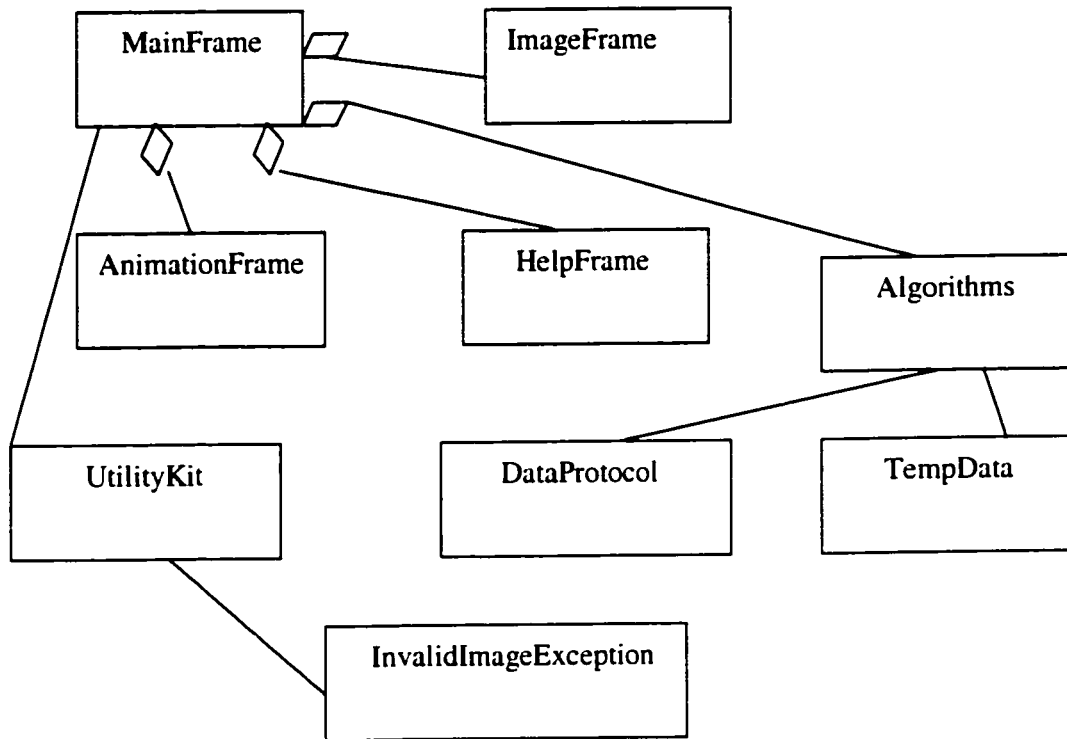 MainFrame
ImageFrame
AnimationFrame
HelpFrame
Algorithms
UtilityKit
DataProtocol
TempData
InvalidImageException